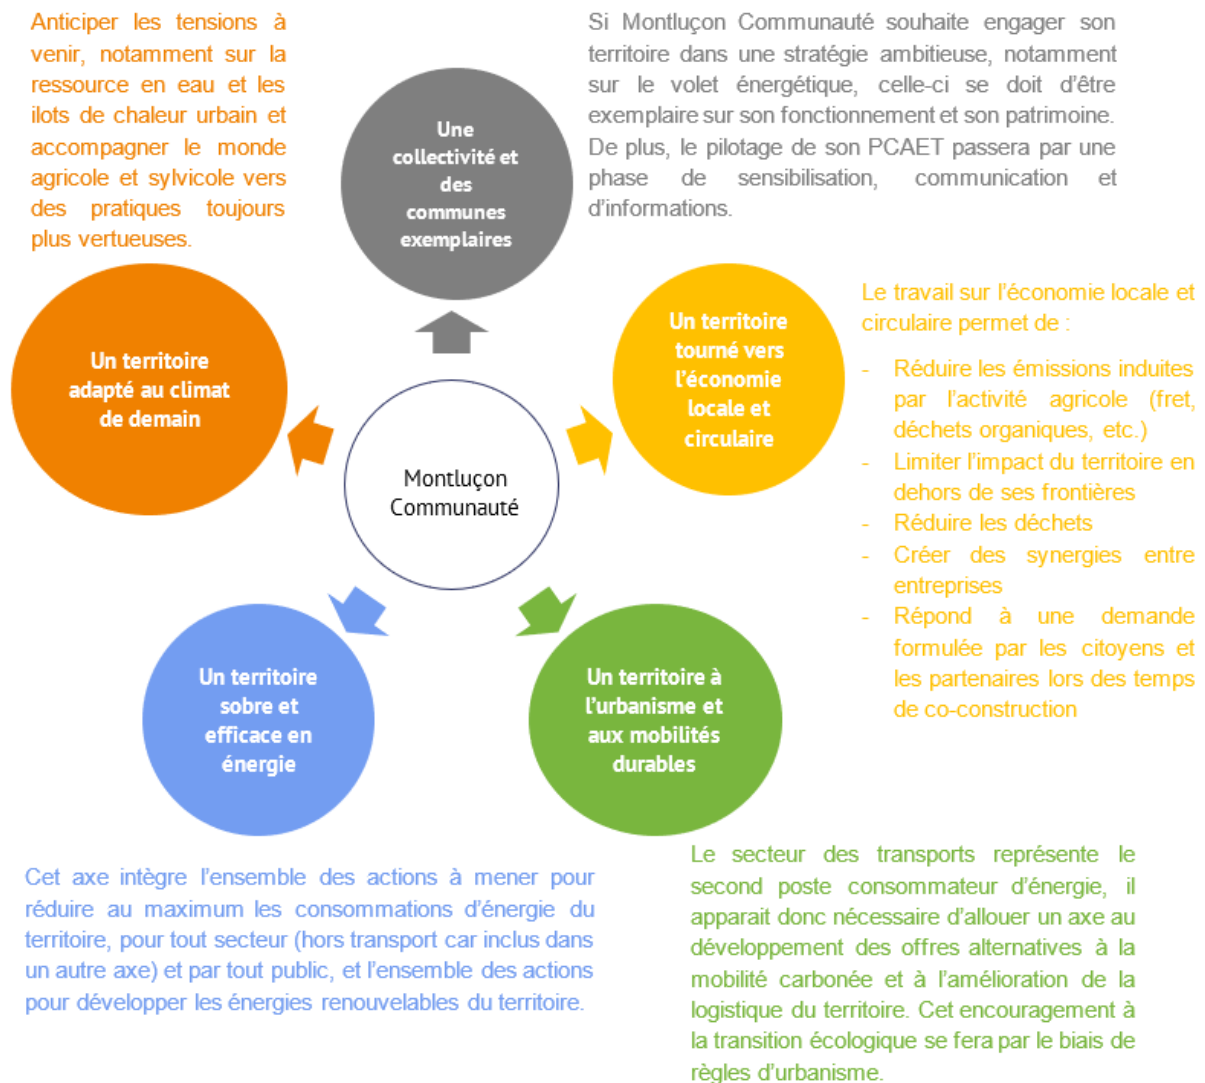 Anticiper les tensions à
venir, notamment sur la
ressource en eau et les
ilots de chaleur urbain et
accompagner le monde
agricole et sylvicole vers
des pratiques toujours
plus vertueuses.
Si Montluçon Communauté souhaite engager son
territoire dans une stratégie ambitieuse, notamment
sur le volet énergétique, celle-ci se doit d'être
exemplaire sur son fonctionnement et son patrimoine.
De plus, le pilotage de son PCAET passera par une
phase de sensibilisation, communication et
d'informations.
Une
collectivité et
des
communes
exemplaires
Un territoire
adapté au climat
de demain
Un territoire
tourné vers
l'économie
locale et
circulaire
Le travail sur l'économie locale et
circulaire permet de :
- Réduire les émissions induites
par l'activité agricole (fret,
déchets organiques, etc.)
- Limiter l'impact du territoire en
dehors de ses frontières
- Réduire les déchets
- Créer des synergies entre
entreprises
- Répond à une demande
formulée par les citoyens et
les partenaires lors des temps
de co-construction
Montluçon
Communauté
Un territoire
sobre et
efficace en
énergie
Un territoire à
l'urbanisme et
aux mobilités
durables
Cet axe intègre l'ensemble des actions à mener pour
réduire au maximum les consommations d'énergie du
territoire, pour tout secteur (hors transport car inclus dans
un autre axe) et par tout public, et l'ensemble des actions
pour développer les énergies renouvelables du territoire.
Le secteur des transports représente le
second poste consommateur d'énergie, il
apparait donc nécessaire d'allouer un axe au
développement des offres alternatives à la
mobilité carbonée et à l'amélioration de la
logistique du territoire. Cet encouragement à
la transition écologique se fera par le biais de
règles d'urbanisme.